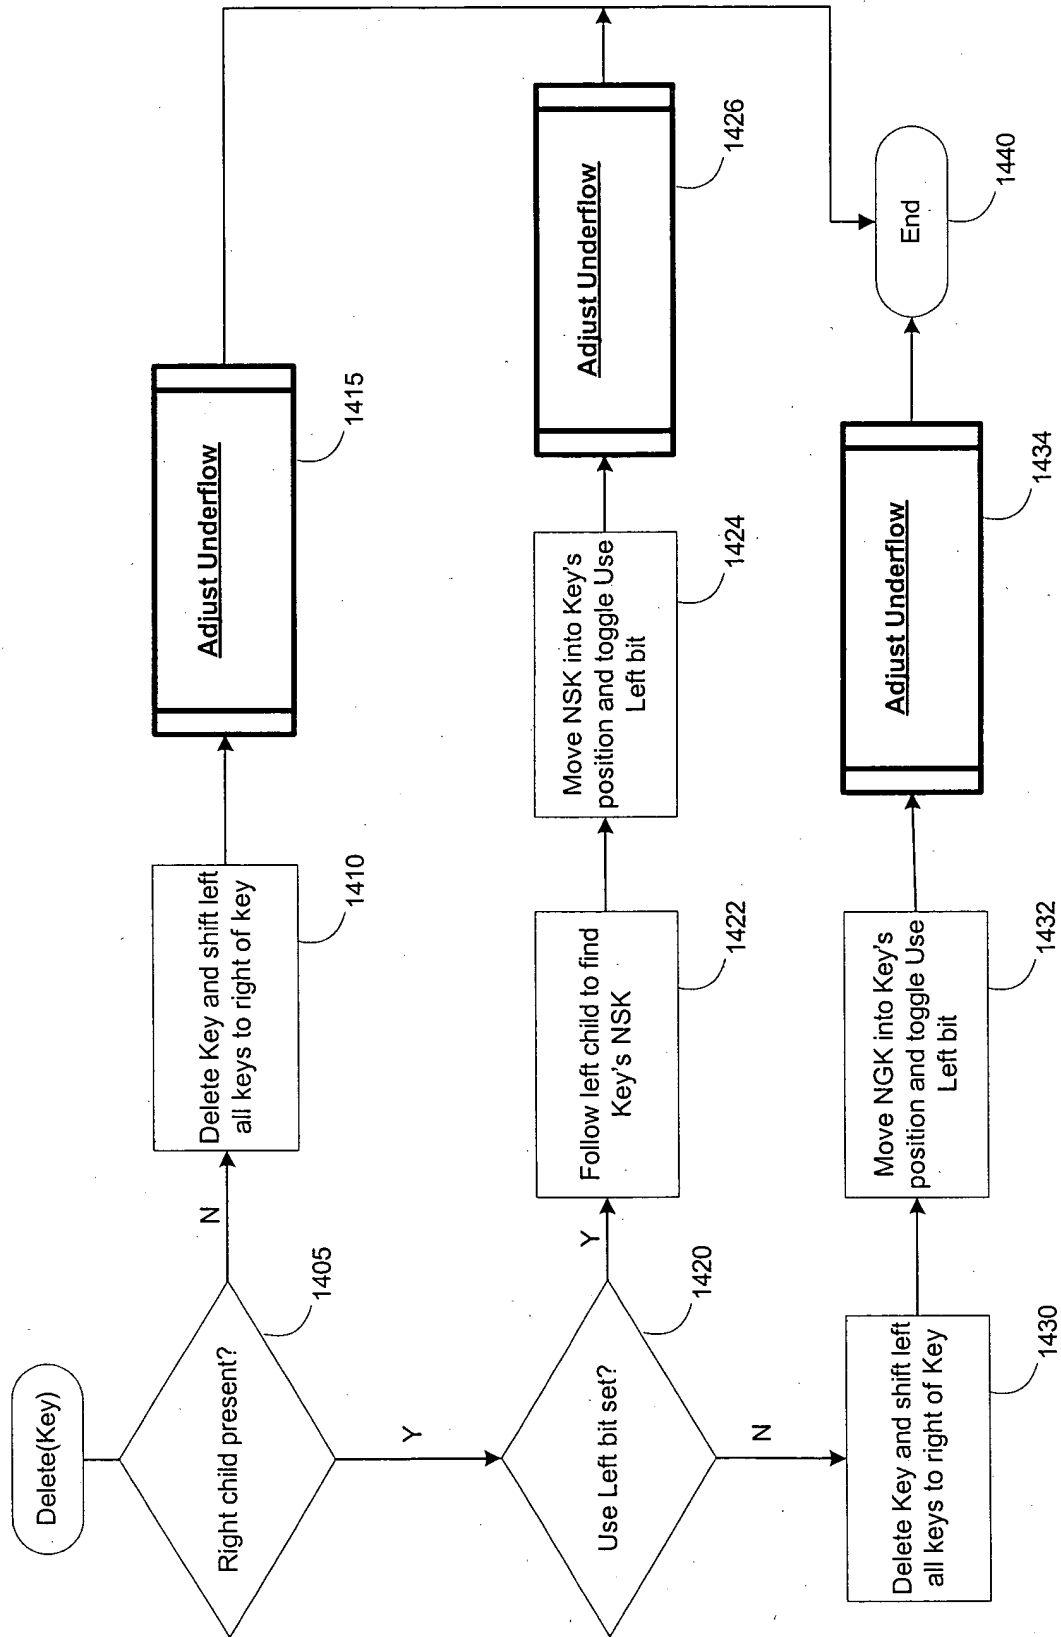 Delete(Key)
Right child present?
1405
N
Delete Key and shift left
all keys to right of key
1410
Adjust Underflow
1415
Y
Use Left bit set?
1420
Y
Follow left child to find
Key's NSK
1422
Move NSK into Key's
position and toggle Use
Left bit
1424
Adjust Underflow
1426
N
Delete Key and shift left
all keys to right of Key
1430
Move NGK into Key's
position and toggle Use
Left bit
1432
Adjust Underflow
1434
End
1440